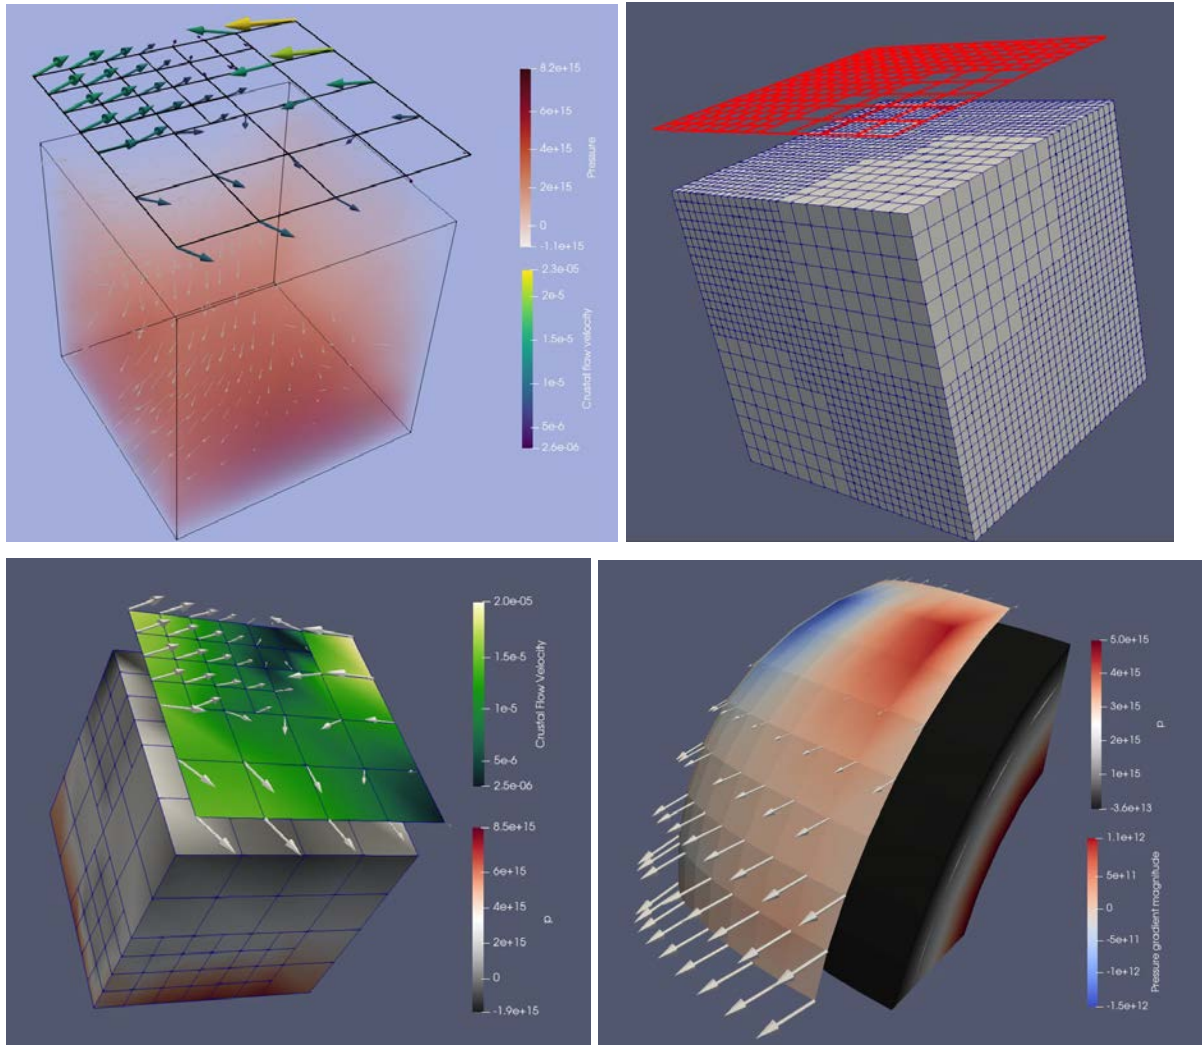 8.2e+15
6e+15
4e+15
2e+15
0
-1.1e+15
Pressure
2.3e-05
2e-5
1.5e-5
1e-5
5e-6
2.6e-06
Crustal flow velocity
2.0e-05
1.5e-5
1e-5
5e-6
2.5e-06
Crustal Flow Velocity
8.5e+15
6e+15
4e+15
2e+15
0
-1.9e+15
p
5.0e+15
4e+15
3e+15
2e+15
1e+15
-3.6e+13
p
1.1e+12
5e+11
0
-5e+11
-1e+12
-1.5e+12
Pressure gradient magnitude